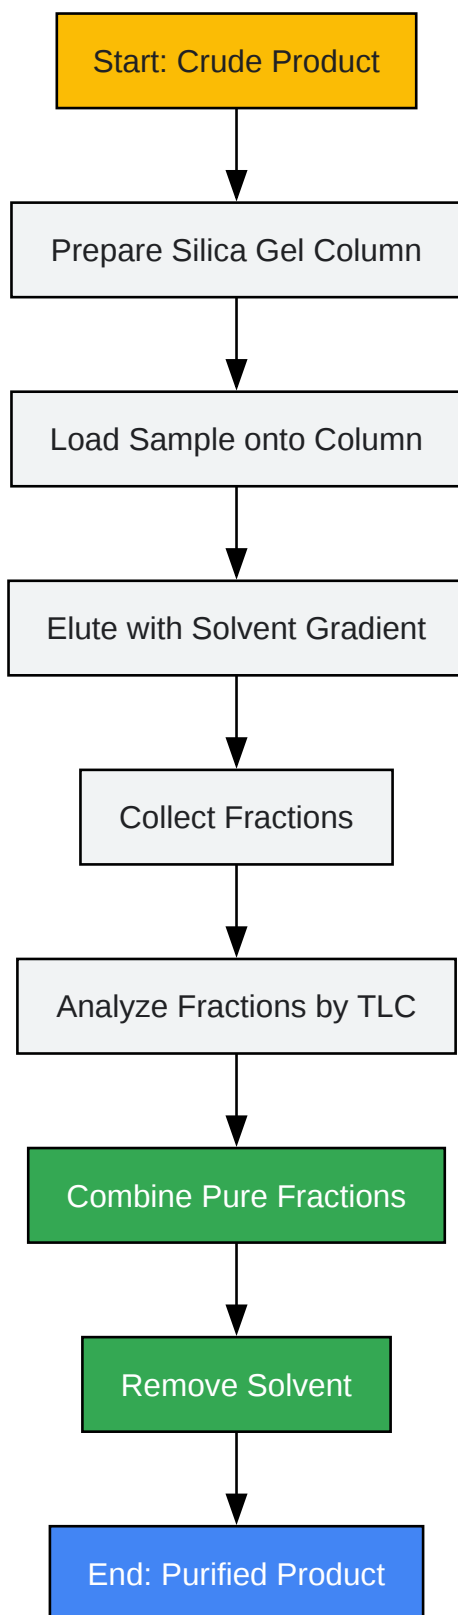 Start: Crude Product
Prepare Silica Gel Column
Load Sample onto Column
Elute with Solvent Gradient
Collect Fractions
Analyze Fractions by TLC
Combine Pure Fractions
Remove Solvent
End: Purified Product